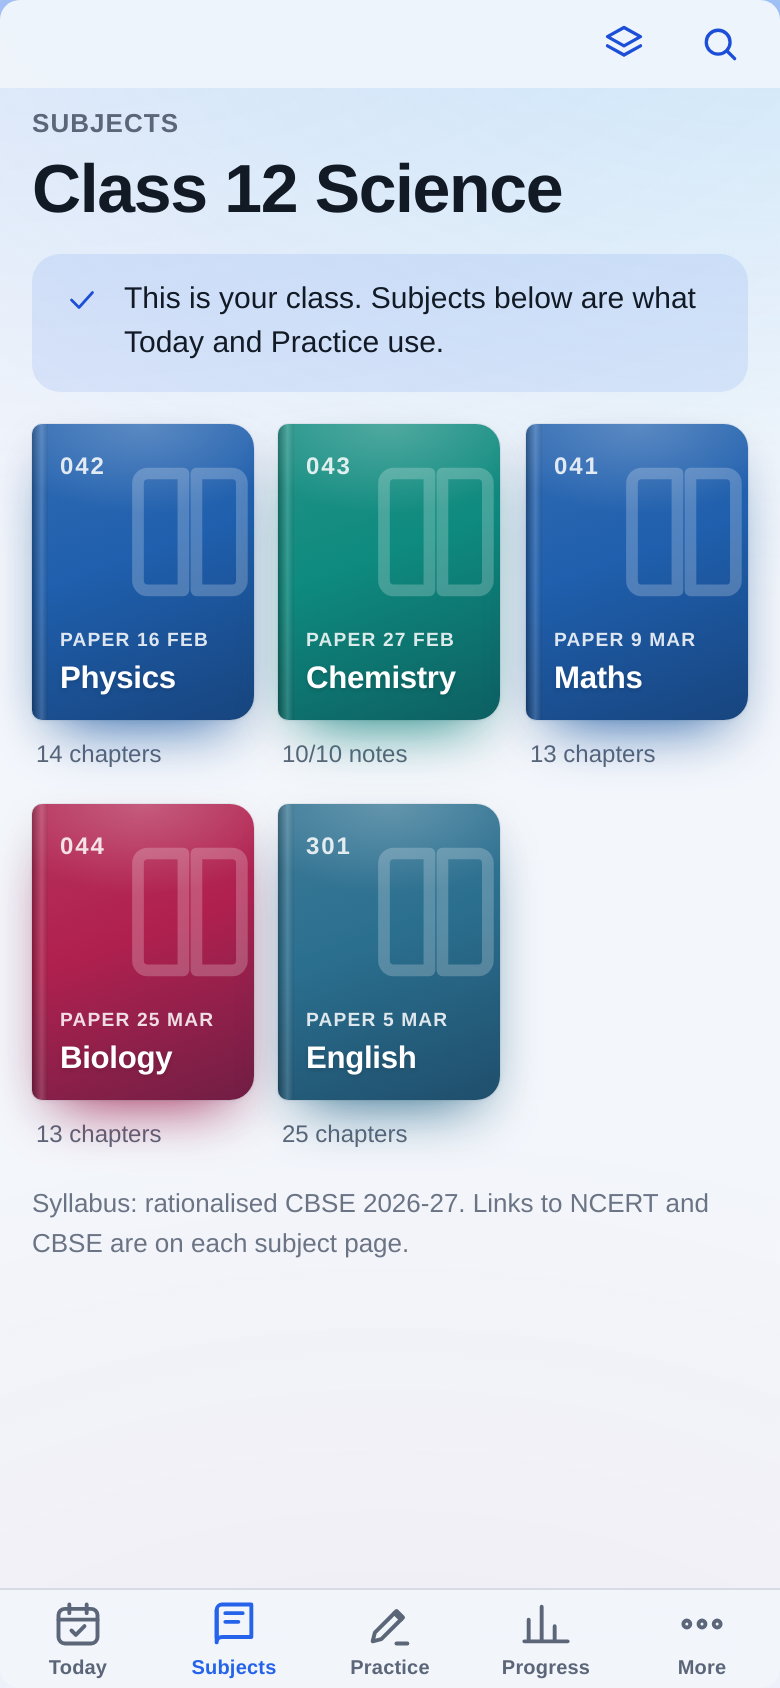 SUBJECTS
Class 12 Science
This is your class. Subjects below are what
Today and Practice use.
042
PAPER 16 FEB
Physics
14 chapters
043
PAPER 27 FEB
Chemistry
10/10 notes
041
PAPER 9 MAR
Maths
13 chapters
044
PAPER 25 MAR
Biology
13 chapters
301
PAPER 5 MAR
English
25 chapters
Syllabus: rationalised CBSE 2026-27. Links to NCERT and
CBSE are on each subject page.
Today
Subjects
Practice
Progress
More